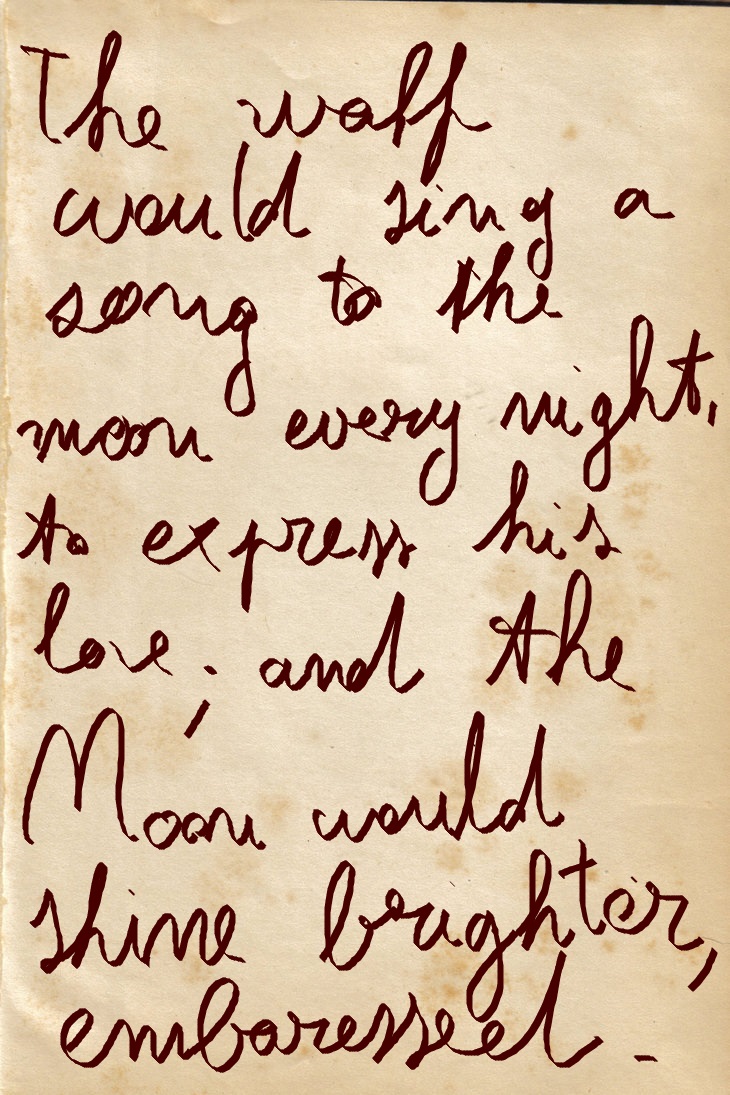 The wolf
would sing a
song to the
moon every night,
to express his
love; and the
Moon would
shine brighter,
embaressed.